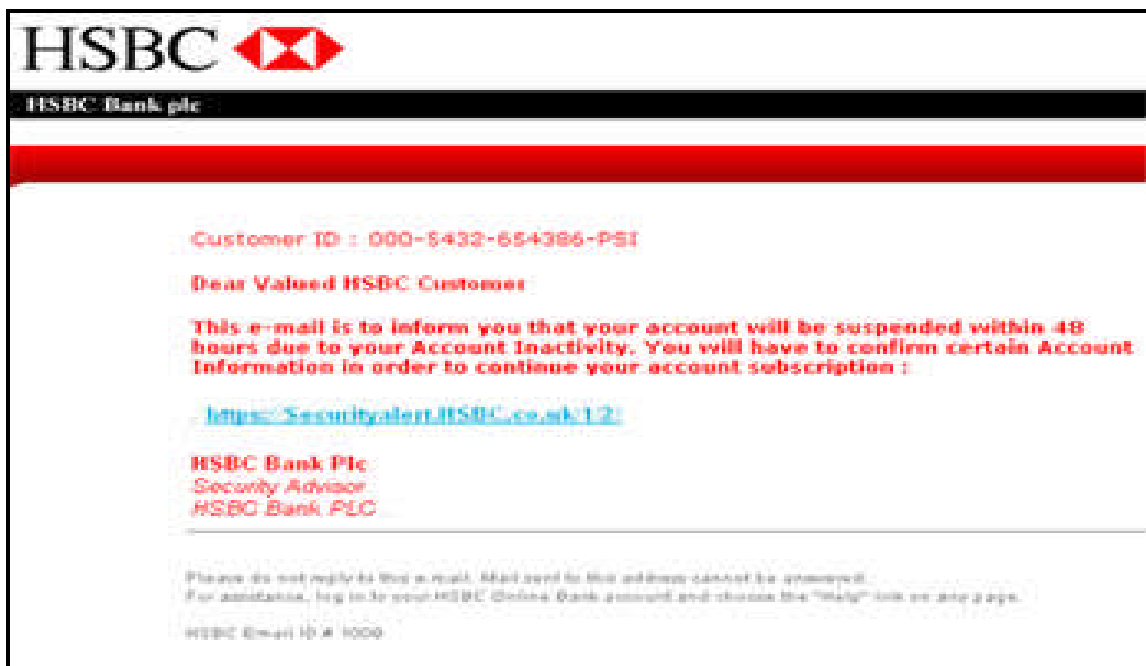 HSBC
HSBC Bank plc
Customer ID : 000-5432-654386-PSI
Dear Valued HSBC Customer
This e-mail is to inform you that your account will be suspended within 48
hours due to your Account Inactivity. You will have to confirm certain Account
Information in order to continue your account subscription :
https://Securityalert.HSBC.co.uk/1/2/
HSBC Bank Plc
Security Advisor
HSBC Bank PLC
Please do not reply to this e-mail. Mail sent to this address cannot be answered.
For assistance, log in to your HSBC Online Bank account and choose the "Help" link on any page.
HSBC Email ID # 1009